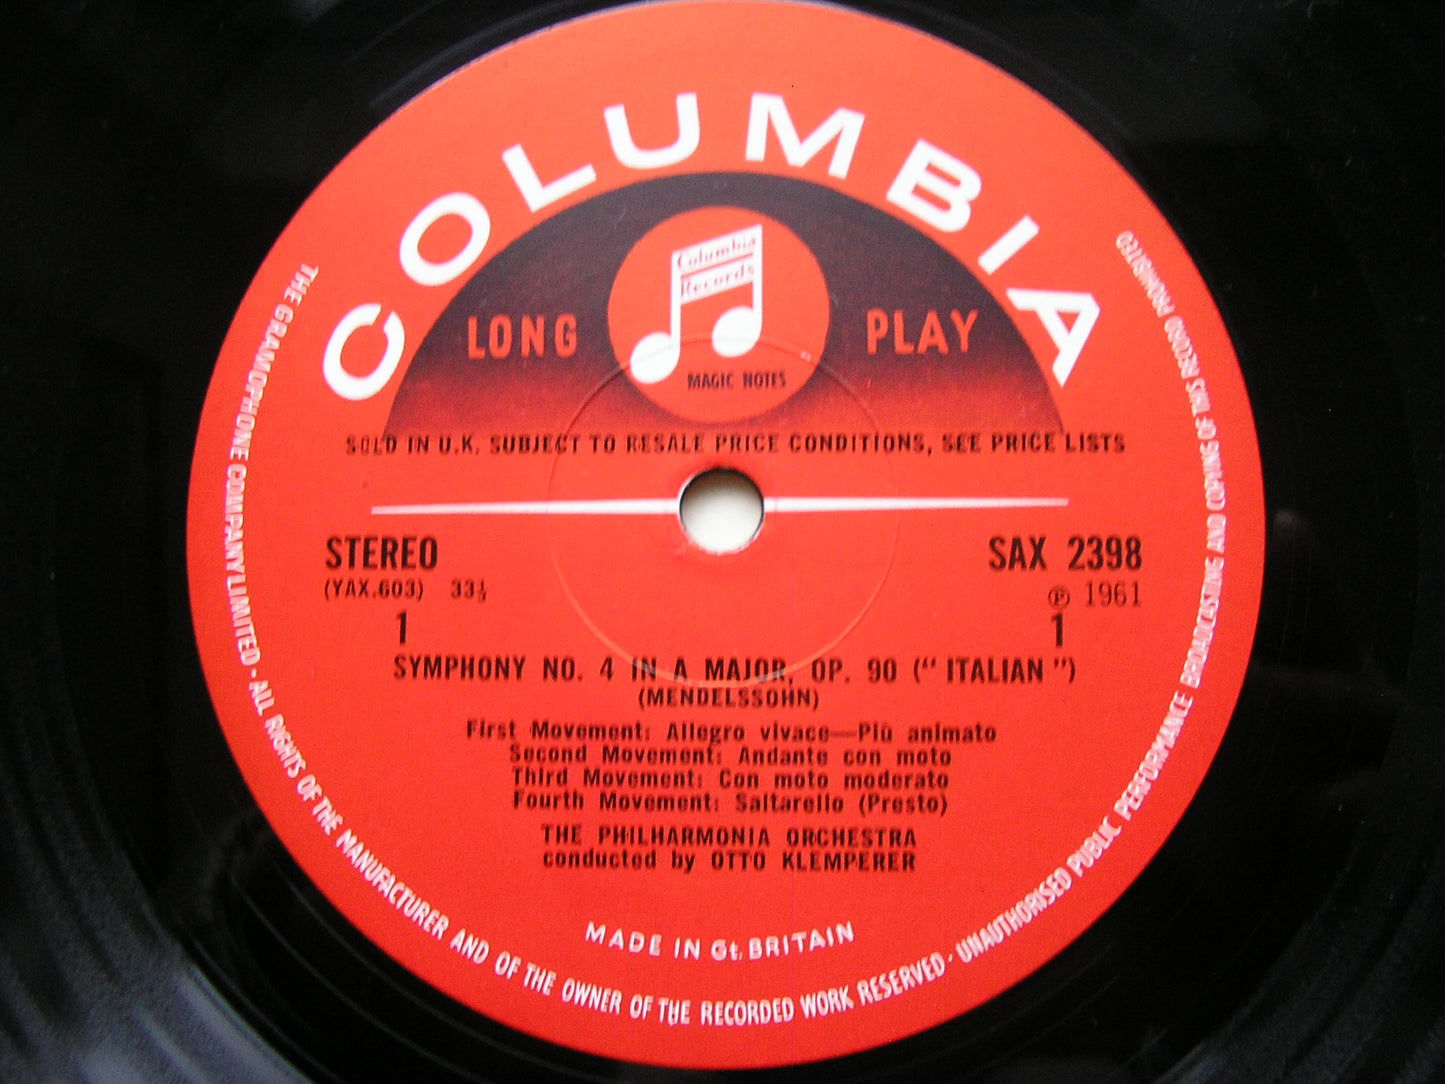 COLUMBIA
Columbia
Records
LONG PLAY
MAGIC NOTES
SOLD IN U.K. SUBJECT TO RESALE PRICE CONDITIONS, SEE PRICE LISTS
STEREO SAX 2398
(YAX.603) 33⅓ ℗ 1961
1 1
SYMPHONY NO. 4 IN A MAJOR, OP. 90 (" ITALIAN ")
(MENDELSSOHN)
First Movement: Allegro vivace—Più animato
Second Movement: Andante con moto
Third Movement: Con moto moderato
Fourth Movement: Saltarello (Presto)
THE PHILHARMONIA ORCHESTRA
conducted by OTTO KLEMPERER
MADE IN Gt. BRITAIN
THE GRAMOPHONE COMPANY LIMITED · ALL RIGHTS OF THE MANUFACTURER AND OF THE OWNER OF THE RECORDED WORK RESERVED · UNAUTHORISED PUBLIC PERFORMANCE BROADCASTING AND COPYING OF THIS RECORD PROHIBITED